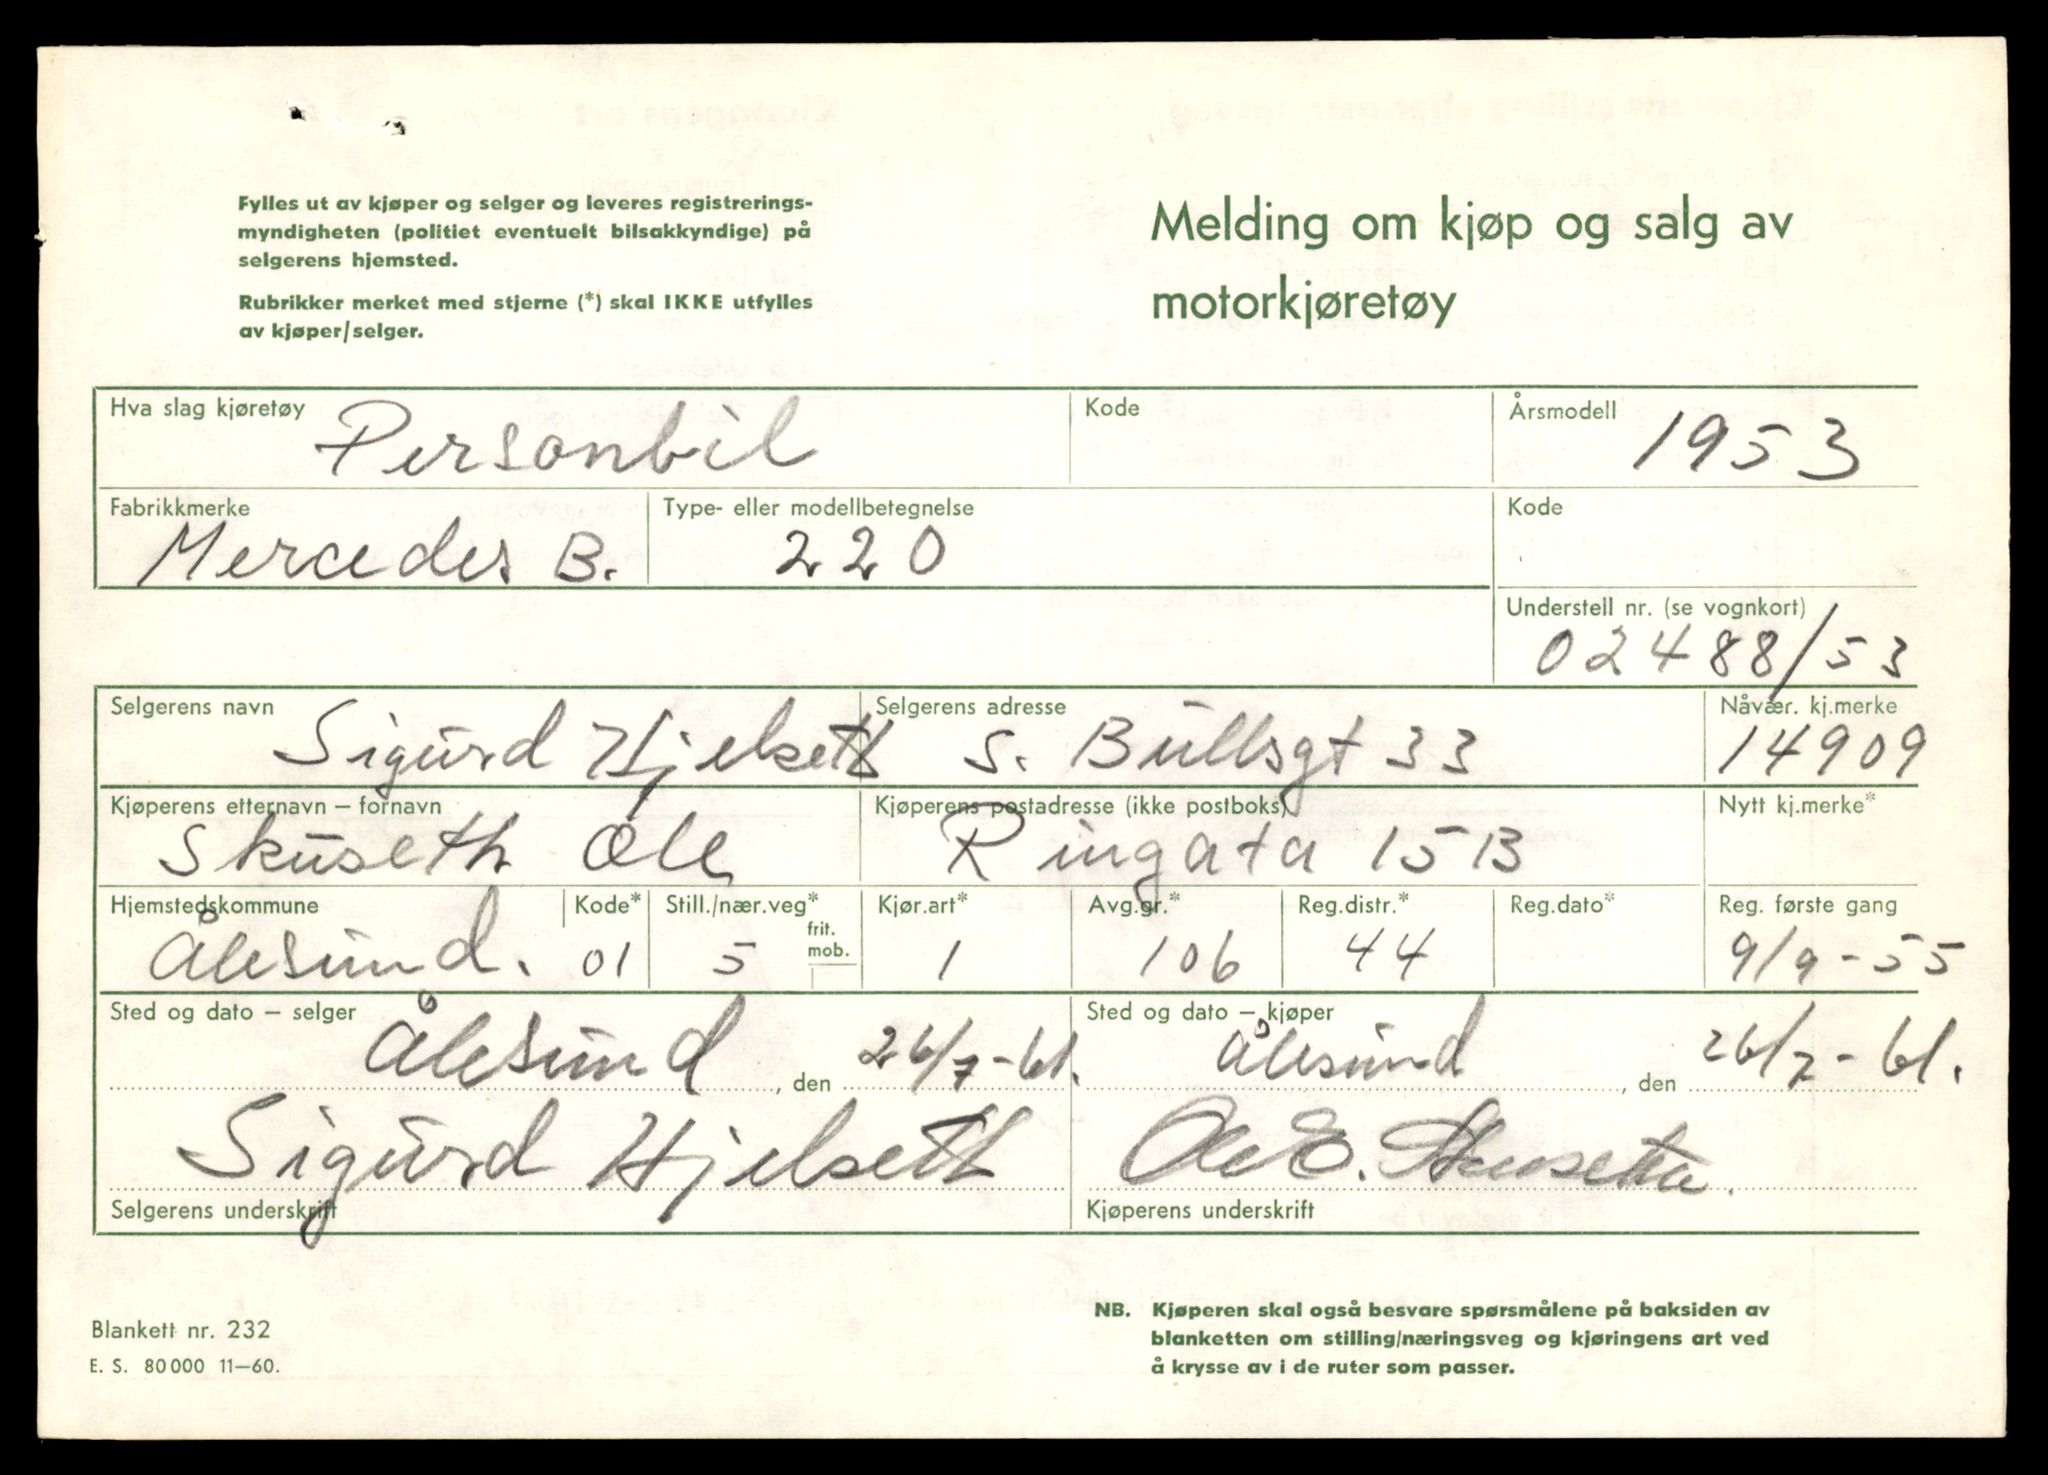 Fylles ut av kjøper og selger og leveres registrerings-
myndigheten (politiet eventuelt bilsakkyndige) på
selgerens hjemsted.
Rubrikker merket med stjerne (*) skal IKKE utfylles
av kjøper/selger.
Melding om kjøp og salg av
motorkjøretøy
Hva slag kjøretøy Personbil
Kode
Årsmodell 1953
Fabrikkmerke Mercedes B.
Type- eller modellbetegnelse 220
Kode
Understell nr. (se vognkort)
02488/53
Selgerens navn Sigurd Hjelseth
Selgerens adresse S. Bullsgt 33
Nåvær. kj.merke 14909
Kjøperens etternavn – fornavn
Skuseth Ole
Kjøperens postadresse (ikke postboks)
Ringata 15B
Nytt kj.merke*
Hjemstedskommune Ålesund.
Kode* 01
Still./nær.veg* 5
frit.
mob.
Kjør.art* 1
Avg.gr.* 106
Reg.distr.* 44
Reg.dato*
Reg. første gang 9/9-55
Sted og dato – selger
Ålesund, den 26/7-61.
Sigurd Hjelseth
Selgerens underskrift
Sted og dato – kjøper
Ålesund, den 26/7-61.
Ole E. Skuseth.
Kjøperens underskrift
Blankett nr. 232
E. S. 80000 11–60.
NB. Kjøperen skal også besvare spørsmålene på baksiden av
blanketten om stilling/næringsveg og kjøringens art ved
å krysse av i de ruter som passer.